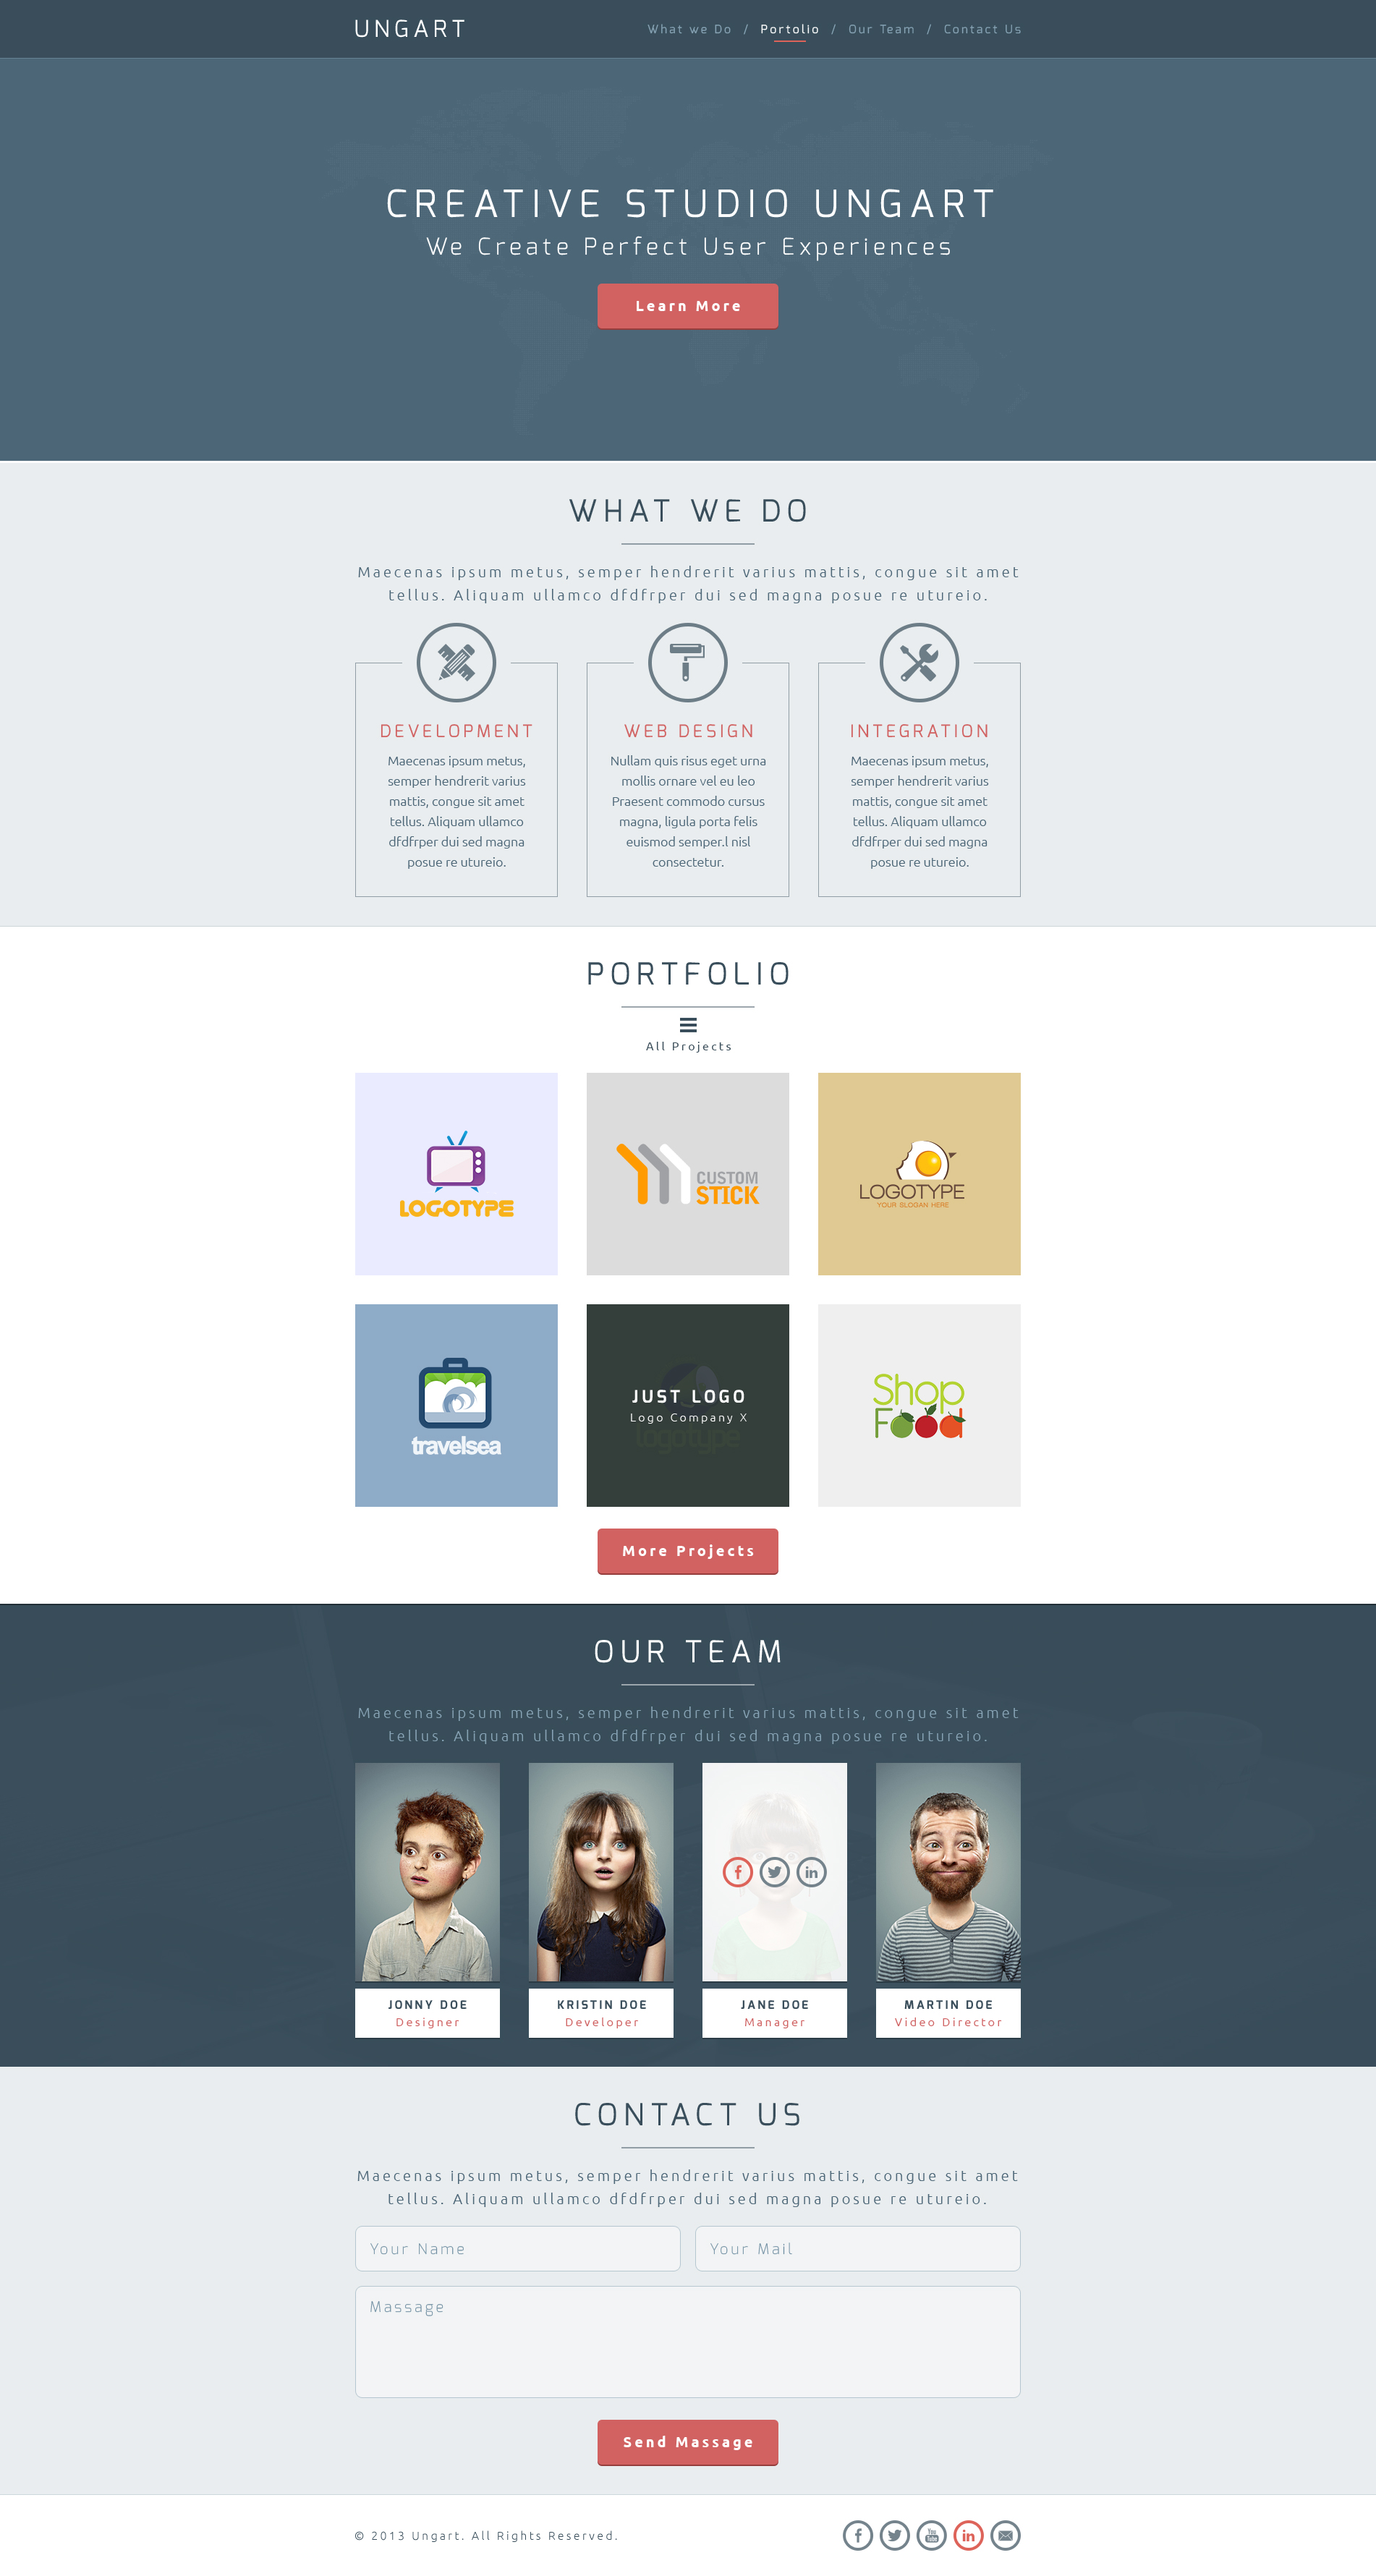 UNGART
What we Do / Portolio / Our Team / Contact Us
CREATIVE STUDIO UNGART
We Create Perfect User Experiences
Learn More
WHAT WE DO
Maecenas ipsum metus, semper hendrerit varius mattis, congue sit amet
tellus. Aliquam ullamco dfdfrper dui sed magna posue re utureio.
DEVELOPMENT
Maecenas ipsum metus,
semper hendrerit varius
mattis, congue sit amet
tellus. Aliquam ullamco
dfdfrper dui sed magna
posue re utureio.
WEB DESIGN
Nullam quis risus eget urna
mollis ornare vel eu leo
Praesent commodo cursus
magna, ligula porta felis
euismod semper.l nisl
consectetur.
INTEGRATION
Maecenas ipsum metus,
semper hendrerit varius
mattis, congue sit amet
tellus. Aliquam ullamco
dfdfrper dui sed magna
posue re utureio.
PORTFOLIO
All Projects
LOGOTYPE
CUSTOM
STICK
LOGOTYPE
YOUR SLOGAN HERE
travelsea
JUST LOGO
Logo Company X
logotype
Shop
Food
More Projects
OUR TEAM
Maecenas ipsum metus, semper hendrerit varius mattis, congue sit amet
tellus. Aliquam ullamco dfdfrper dui sed magna posue re utureio.
JONNY DOE
Designer
KRISTIN DOE
Developer
JANE DOE
Manager
MARTIN DOE
Video Director
CONTACT US
Maecenas ipsum metus, semper hendrerit varius mattis, congue sit amet
tellus. Aliquam ullamco dfdfrper dui sed magna posue re utureio.
Your Name
Your Mail
Massage
Send Massage
© 2013 Ungart. All Rights Reserved.